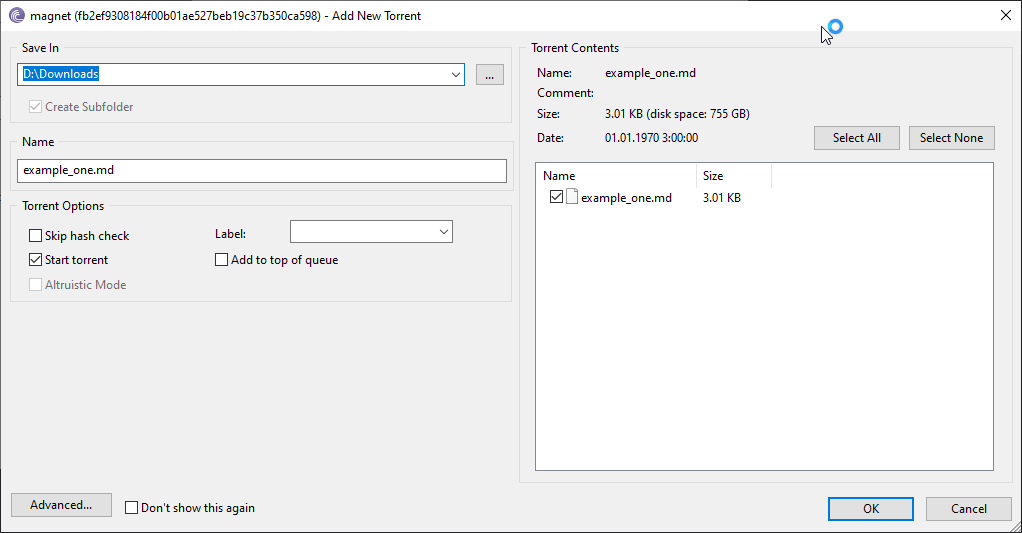 magnet (fb2ef9308184f00b01ae527beb19c37b350ca598) - Add New Torrent
Save In
D:\Downloads
...
Create Subfolder
Name
example_one.md
Torrent Options
Skip hash check
Label:
Start torrent
Add to top of queue
Altruistic Mode
Torrent Contents
Name: example_one.md
Comment:
Size: 3.01 KB (disk space: 755 GB)
Date: 01.01.1970 3:00:00
Select All
Select None
Name Size
example_one.md 3.01 KB
Advanced...
Don't show this again
OK
Cancel